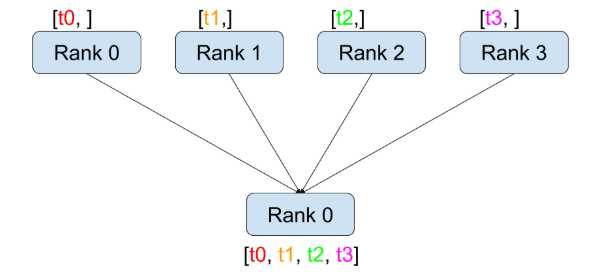 [t0, ] [t1,] [t2,] [t3, ]
Rank 0 Rank 1 Rank 2 Rank 3
Rank 0
[t0, t1, t2, t3]